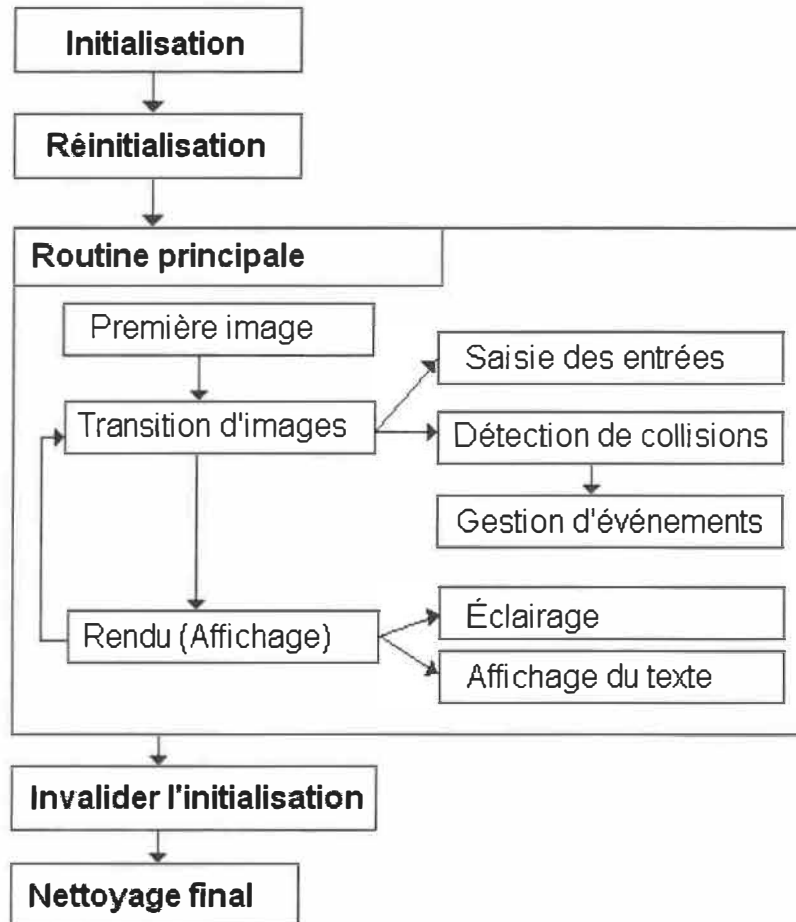 Initialisation
Réinitialisation
Routine principale
Première image
Saisie des entrées
Transition d'images
Détection de collisions
Gestion d'événements
Rendu (Affichage)
Éclairage
Affichage du texte
Invalider l'initialisation
Nettoyage final